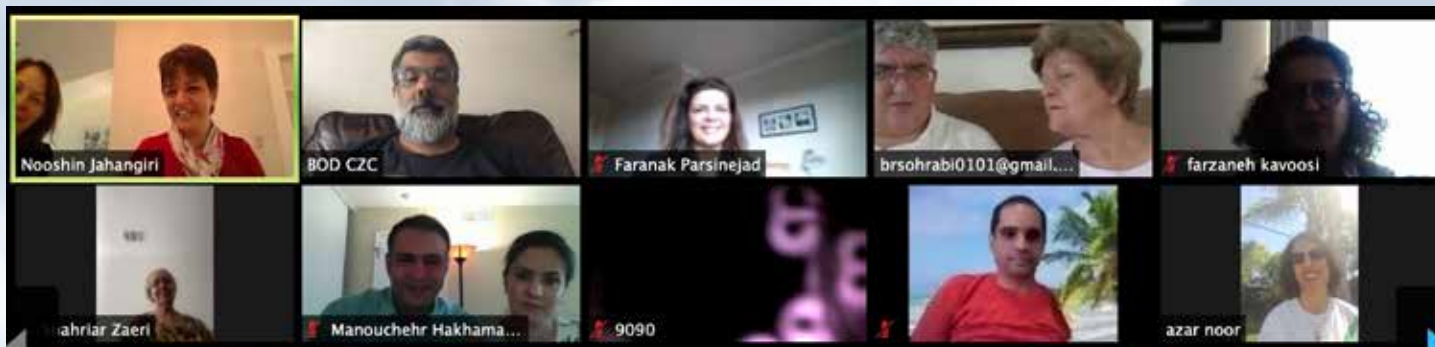 Nooshin Jahangiri
BOD CZC
Faranak Parsinejad
brsohrabi0101@gmail....
farzaneh kavoosi
ahriar Zaeri
Manouchehr Hakhama...
9090
azar noor